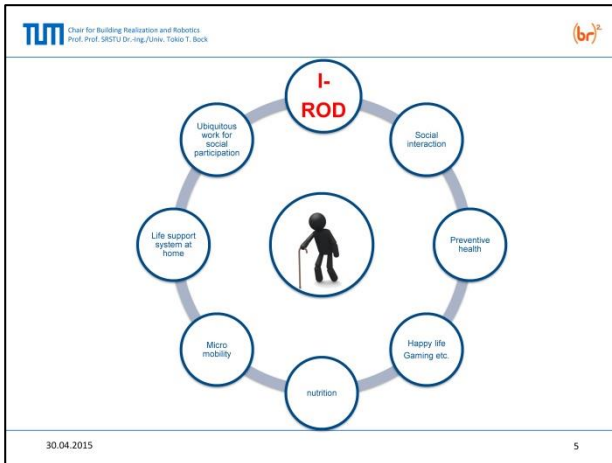 TUM
Chair for Building Realization and Robotics
Prof. Prof. SRSTU Dr.-Ing./Univ. Tokio T. Bock
(br)²
I-
ROD
Ubiquitous
work for
social
participation
Social
interaction
Life support
system at
home
Preventive
health
Micro
mobility
Happy life
Gaming etc.
nutrition
30.04.2015
5